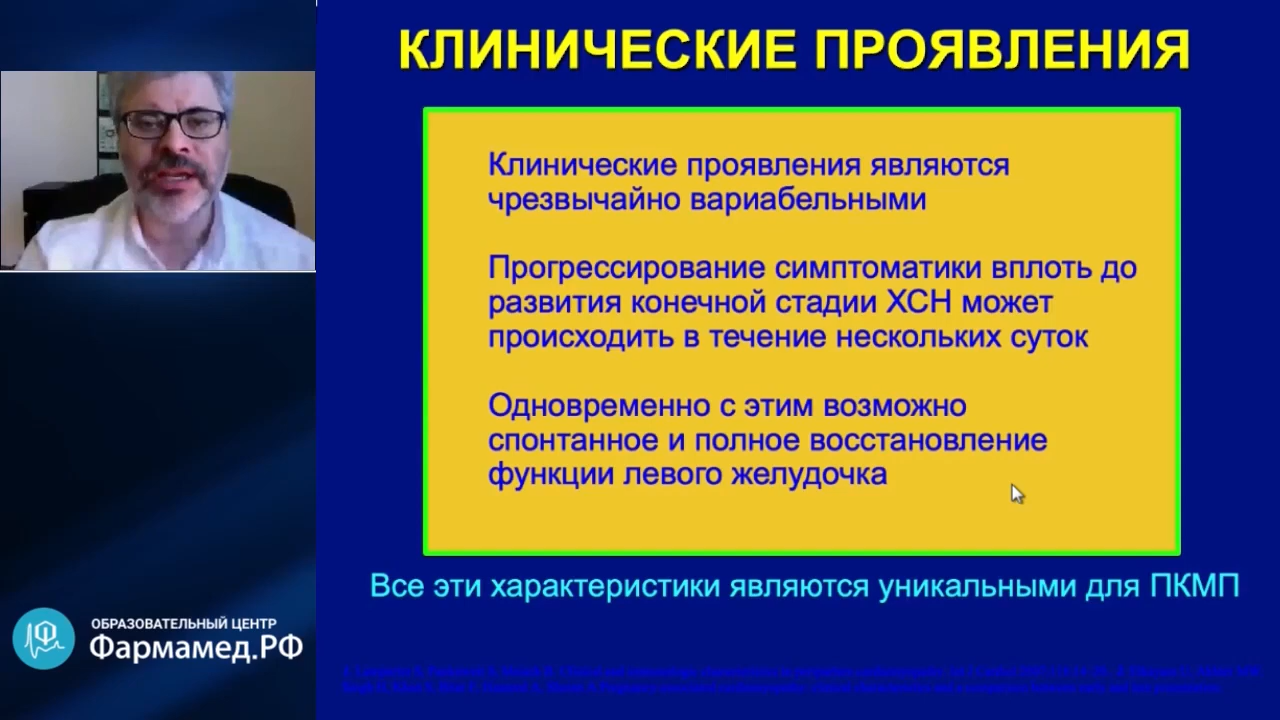 КЛИНИЧЕСКИЕ ПРОЯВЛЕНИЯ
Клинические проявления являются
чрезвычайно вариабельными
Прогрессирование симптоматики вплоть до
развития конечной стадии ХСН может
происходить в течение нескольких суток
Одновременно с этим возможно
спонтанное и полное восстановление
функции левого желудочка
Все эти характеристики являются уникальными для ПКМП
ОБРАЗОВАТЕЛЬНЫЙ ЦЕНТР
Фармамед.РФ